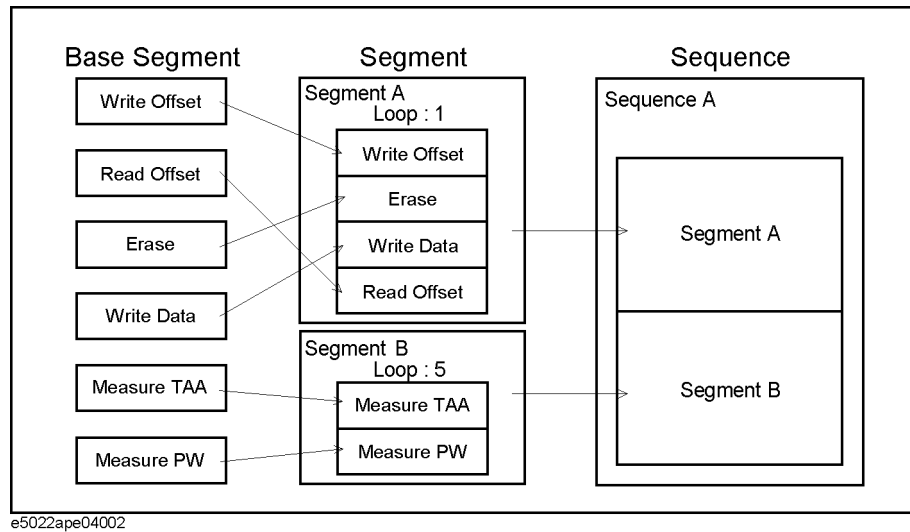 Base Segment
Write Offset
Read Offset
Erase
Write Data
Measure TAA
Measure PW
Segment
Segment A
Loop : 1
Write Offset
Erase
Write Data
Read Offset
Segment B
Loop : 5
Measure TAA
Measure PW
Sequence
Sequence A
Segment A
Segment B
e5022ape04002